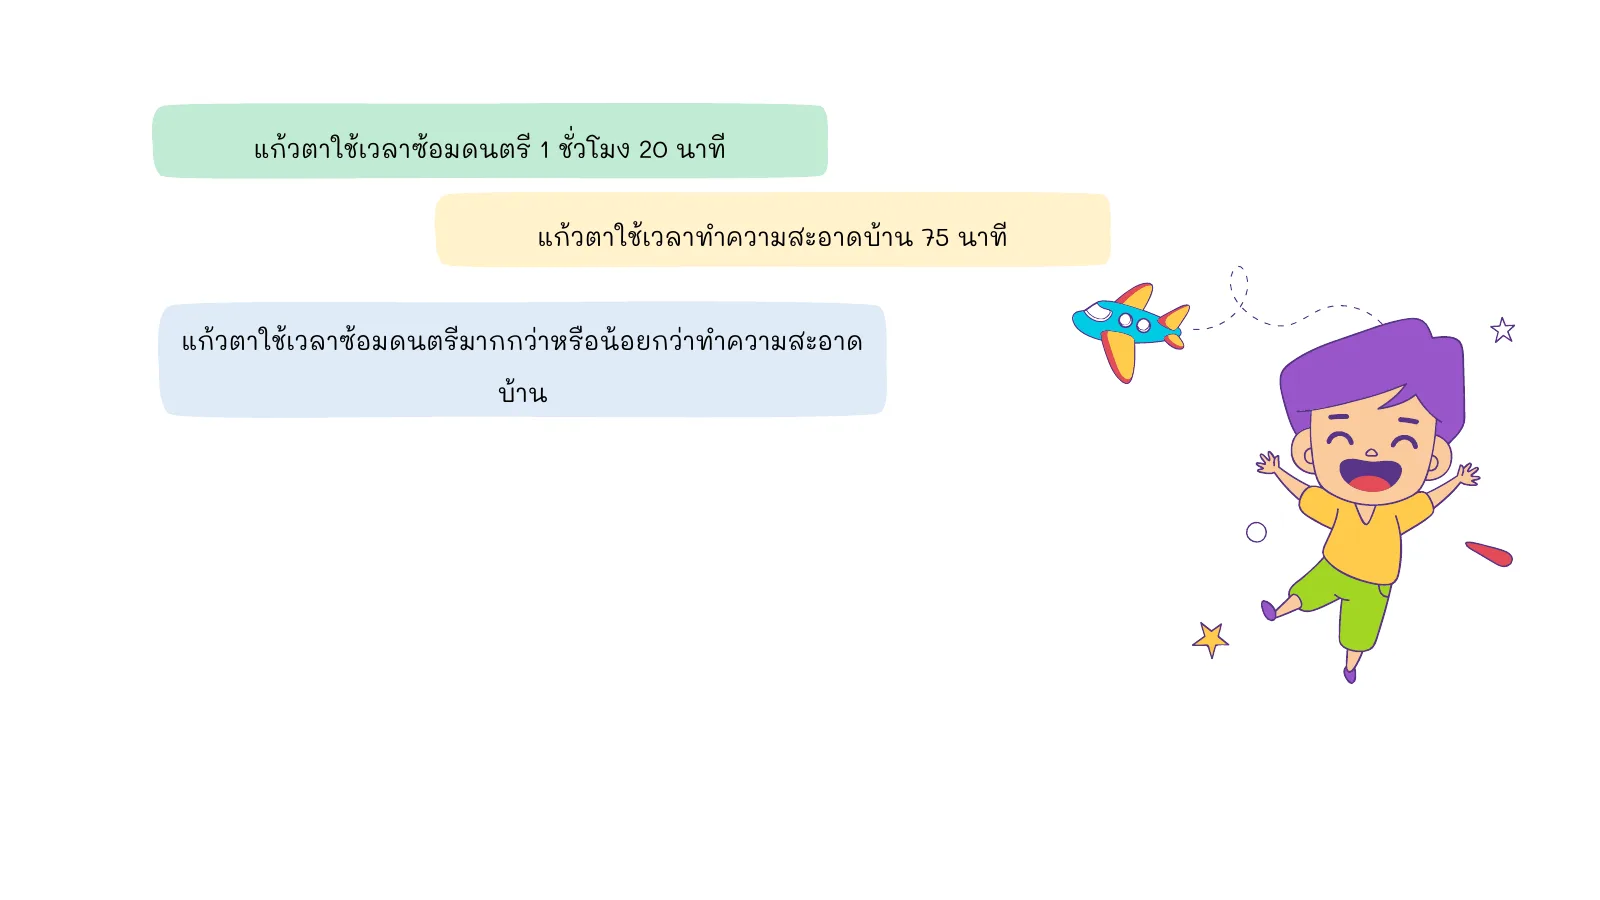 แก้วตาใช้เวลาซ้อมดนตรี 1 ชั่วโมง 20 นาที
แก้วตาใช้เวลาทำความสะอาดบ้าน 75 นาที
แก้วตาใช้เวลาซ้อมดนตรีมากกว่าหรือน้อยกว่าทำความสะอาด
บ้าน